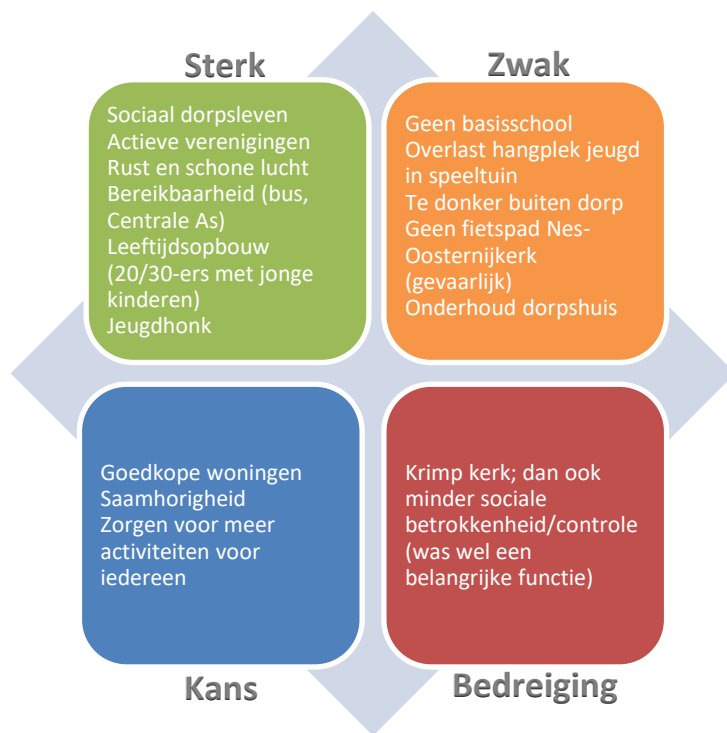 Sterk
Sociaal dorpsleven
Actieve verenigingen
Rust en schone lucht
Bereikbaarheid (bus,
Centrale As)
Leeftijdsopbouw
(20/30-ers met jonge
kinderen)
Jeugdhonk
Zwak
Geen basisschool
Overlast hangplek jeugd
in speeltuin
Te donker buiten dorp
Geen fietspad Nes-
Oosternijkerk
(gevaarlijk)
Onderhoud dorpshuis
Goedkope woningen
Saamhorigheid
Zorgen voor meer
activiteiten voor
iedereen
Kans
Krimp kerk; dan ook
minder sociale
betrokkenheid/controle
(was wel een
belangrijke functie)
Bedreiging